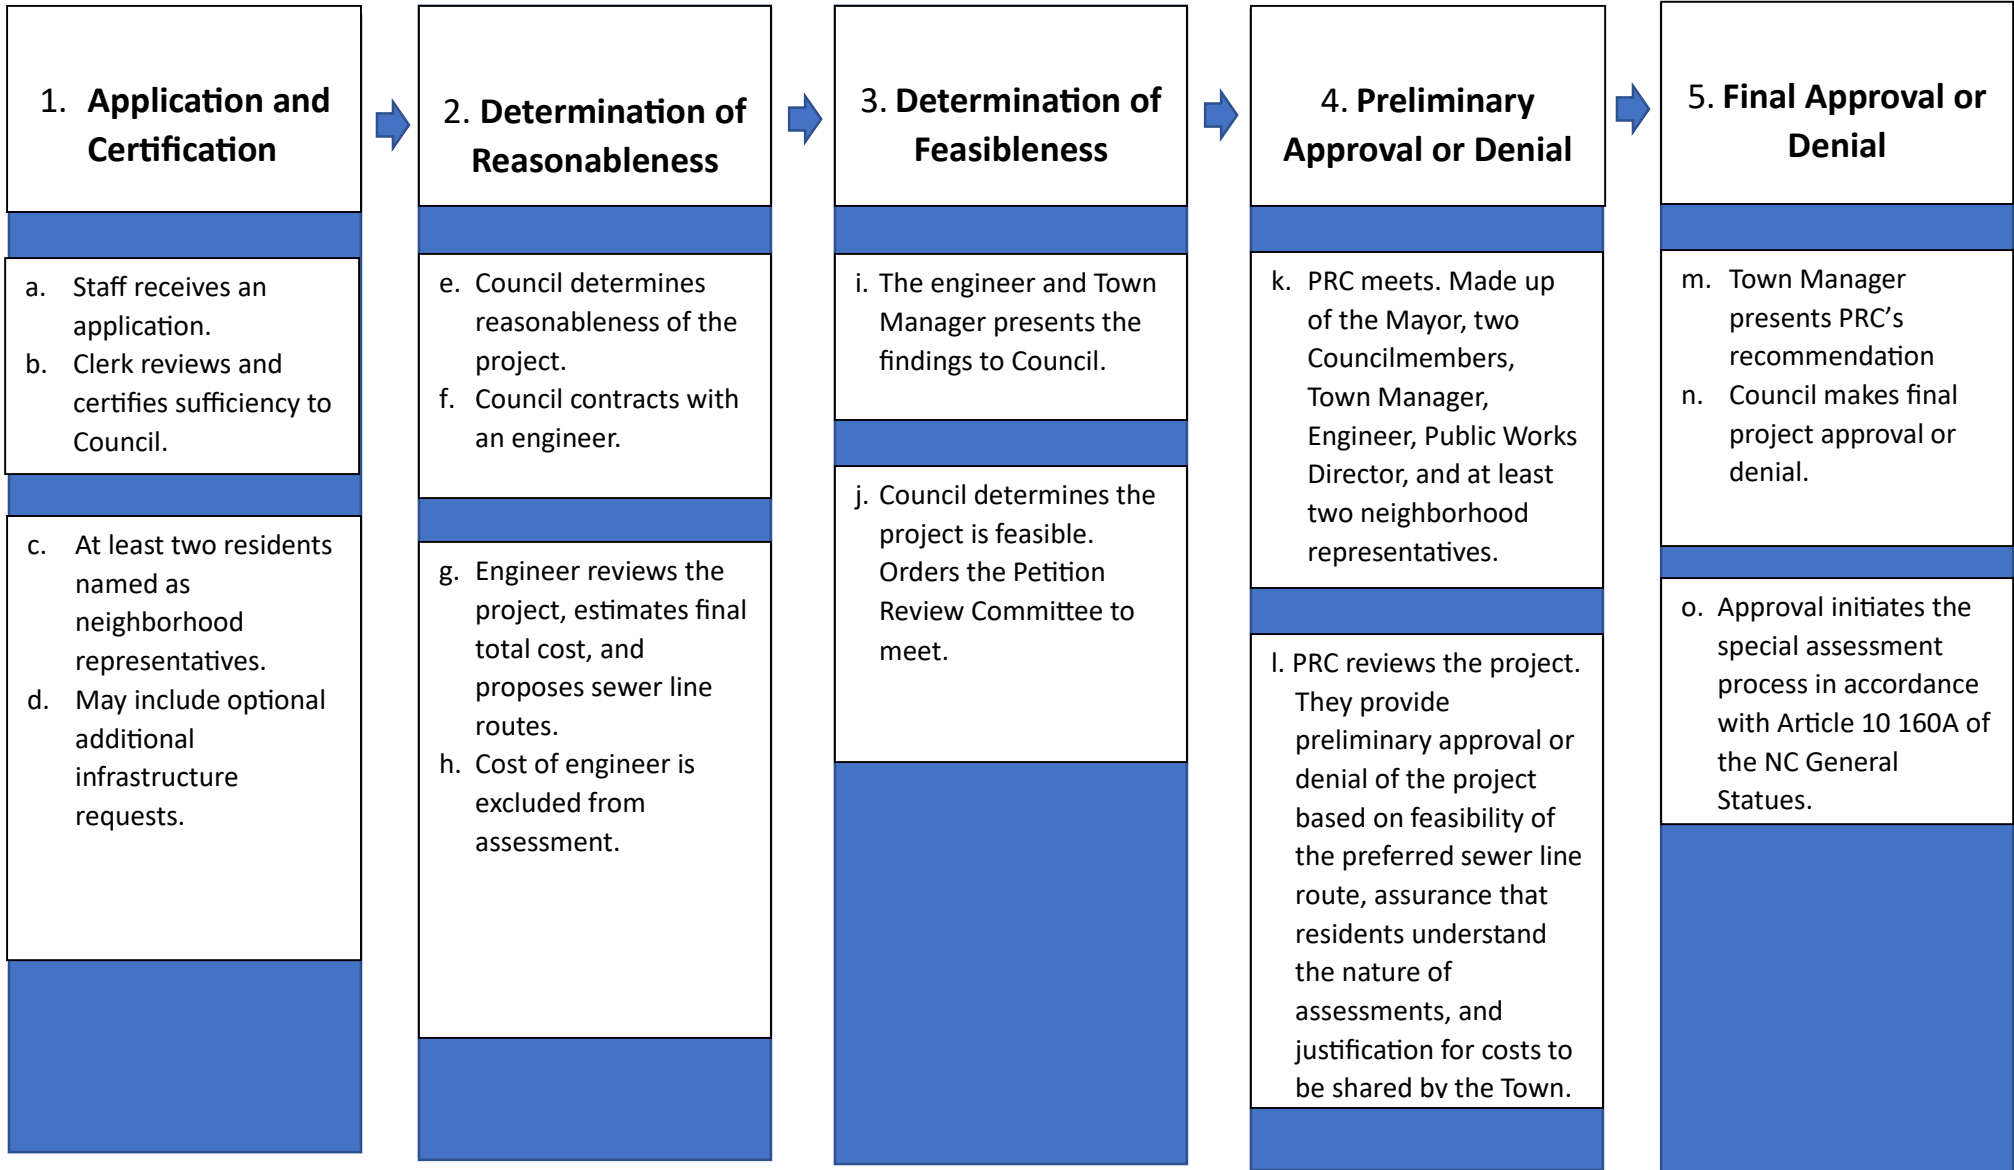 1. Application and
Certification
a. Staff receives an
application.
b. Clerk reviews and
certifies sufficiency to
Council.
c. At least two residents
named as
neighborhood
representatives.
d. May include optional
additional
infrastructure
requests.
2. Determination of
Reasonableness
e. Council determines
reasonableness of the
project.
f. Council contracts with
an engineer.
g. Engineer reviews the
project, estimates final
total cost, and
proposes sewer line
routes.
h. Cost of engineer is
excluded from
assessment.
3. Determination of
Feasibleness
i. The engineer and Town
Manager presents the
findings to Council.
j. Council determines the
project is feasible.
Orders the Petition
Review Committee to
meet.
4. Preliminary
Approval or Denial
k. PRC meets. Made up
of the Mayor, two
Councilmembers,
Town Manager,
Engineer, Public Works
Director, and at least
two neighborhood
representatives.
l. PRC reviews the project.
They provide
preliminary approval or
denial of the project
based on feasibility of
the preferred sewer line
route, assurance that
residents understand
the nature of
assessments, and
justification for costs to
be shared by the Town.
5. Final Approval or
Denial
m. Town Manager
presents PRC’s
recommendation
n. Council makes final
project approval or
denial.
o. Approval initiates the
special assessment
process in accordance
with Article 10 160A of
the NC General
Statues.